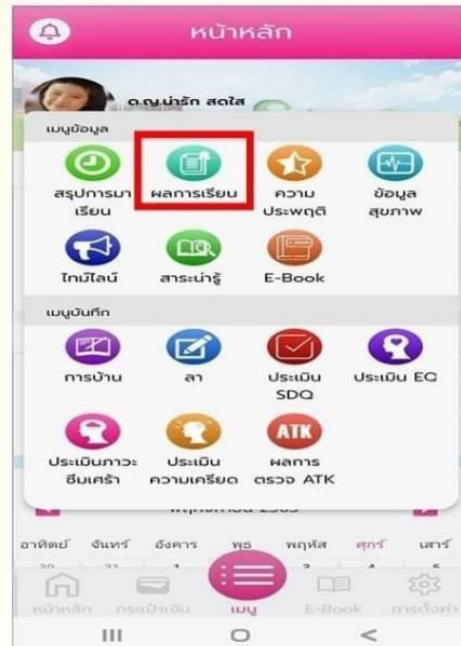 หน้าหลัก
ด.ญ.น่ารัก สดใส
เมนูข้อมูล
สรุปการมาเรียน
ผลการเรียน
ความประพฤติ
ข้อมูลสุขภาพ
ไทม์ไลน์
สาระน่ารู้
E-Book
เมนูบันทึก
การบ้าน
ลา
ประเมิน SDQ
ประเมิน EQ
ประเมินภาวะซึมเศร้า
ประเมินความเครียด
ATK
ผลการตรวจ ATK
อาทิตย์ จันทร์ อังคาร พุธ พฤหัส ศุกร์ เสาร์
หน้าหลัก กระเป๋าเงิน เมนู E-Book การตั้งค่า